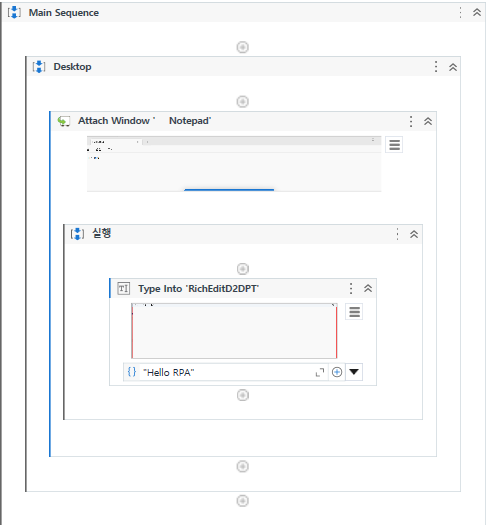 Main Sequence
Desktop
Attach Window '    Notepad'
실행
Type Into 'RichEditD2DPT'
"Hello RPA"